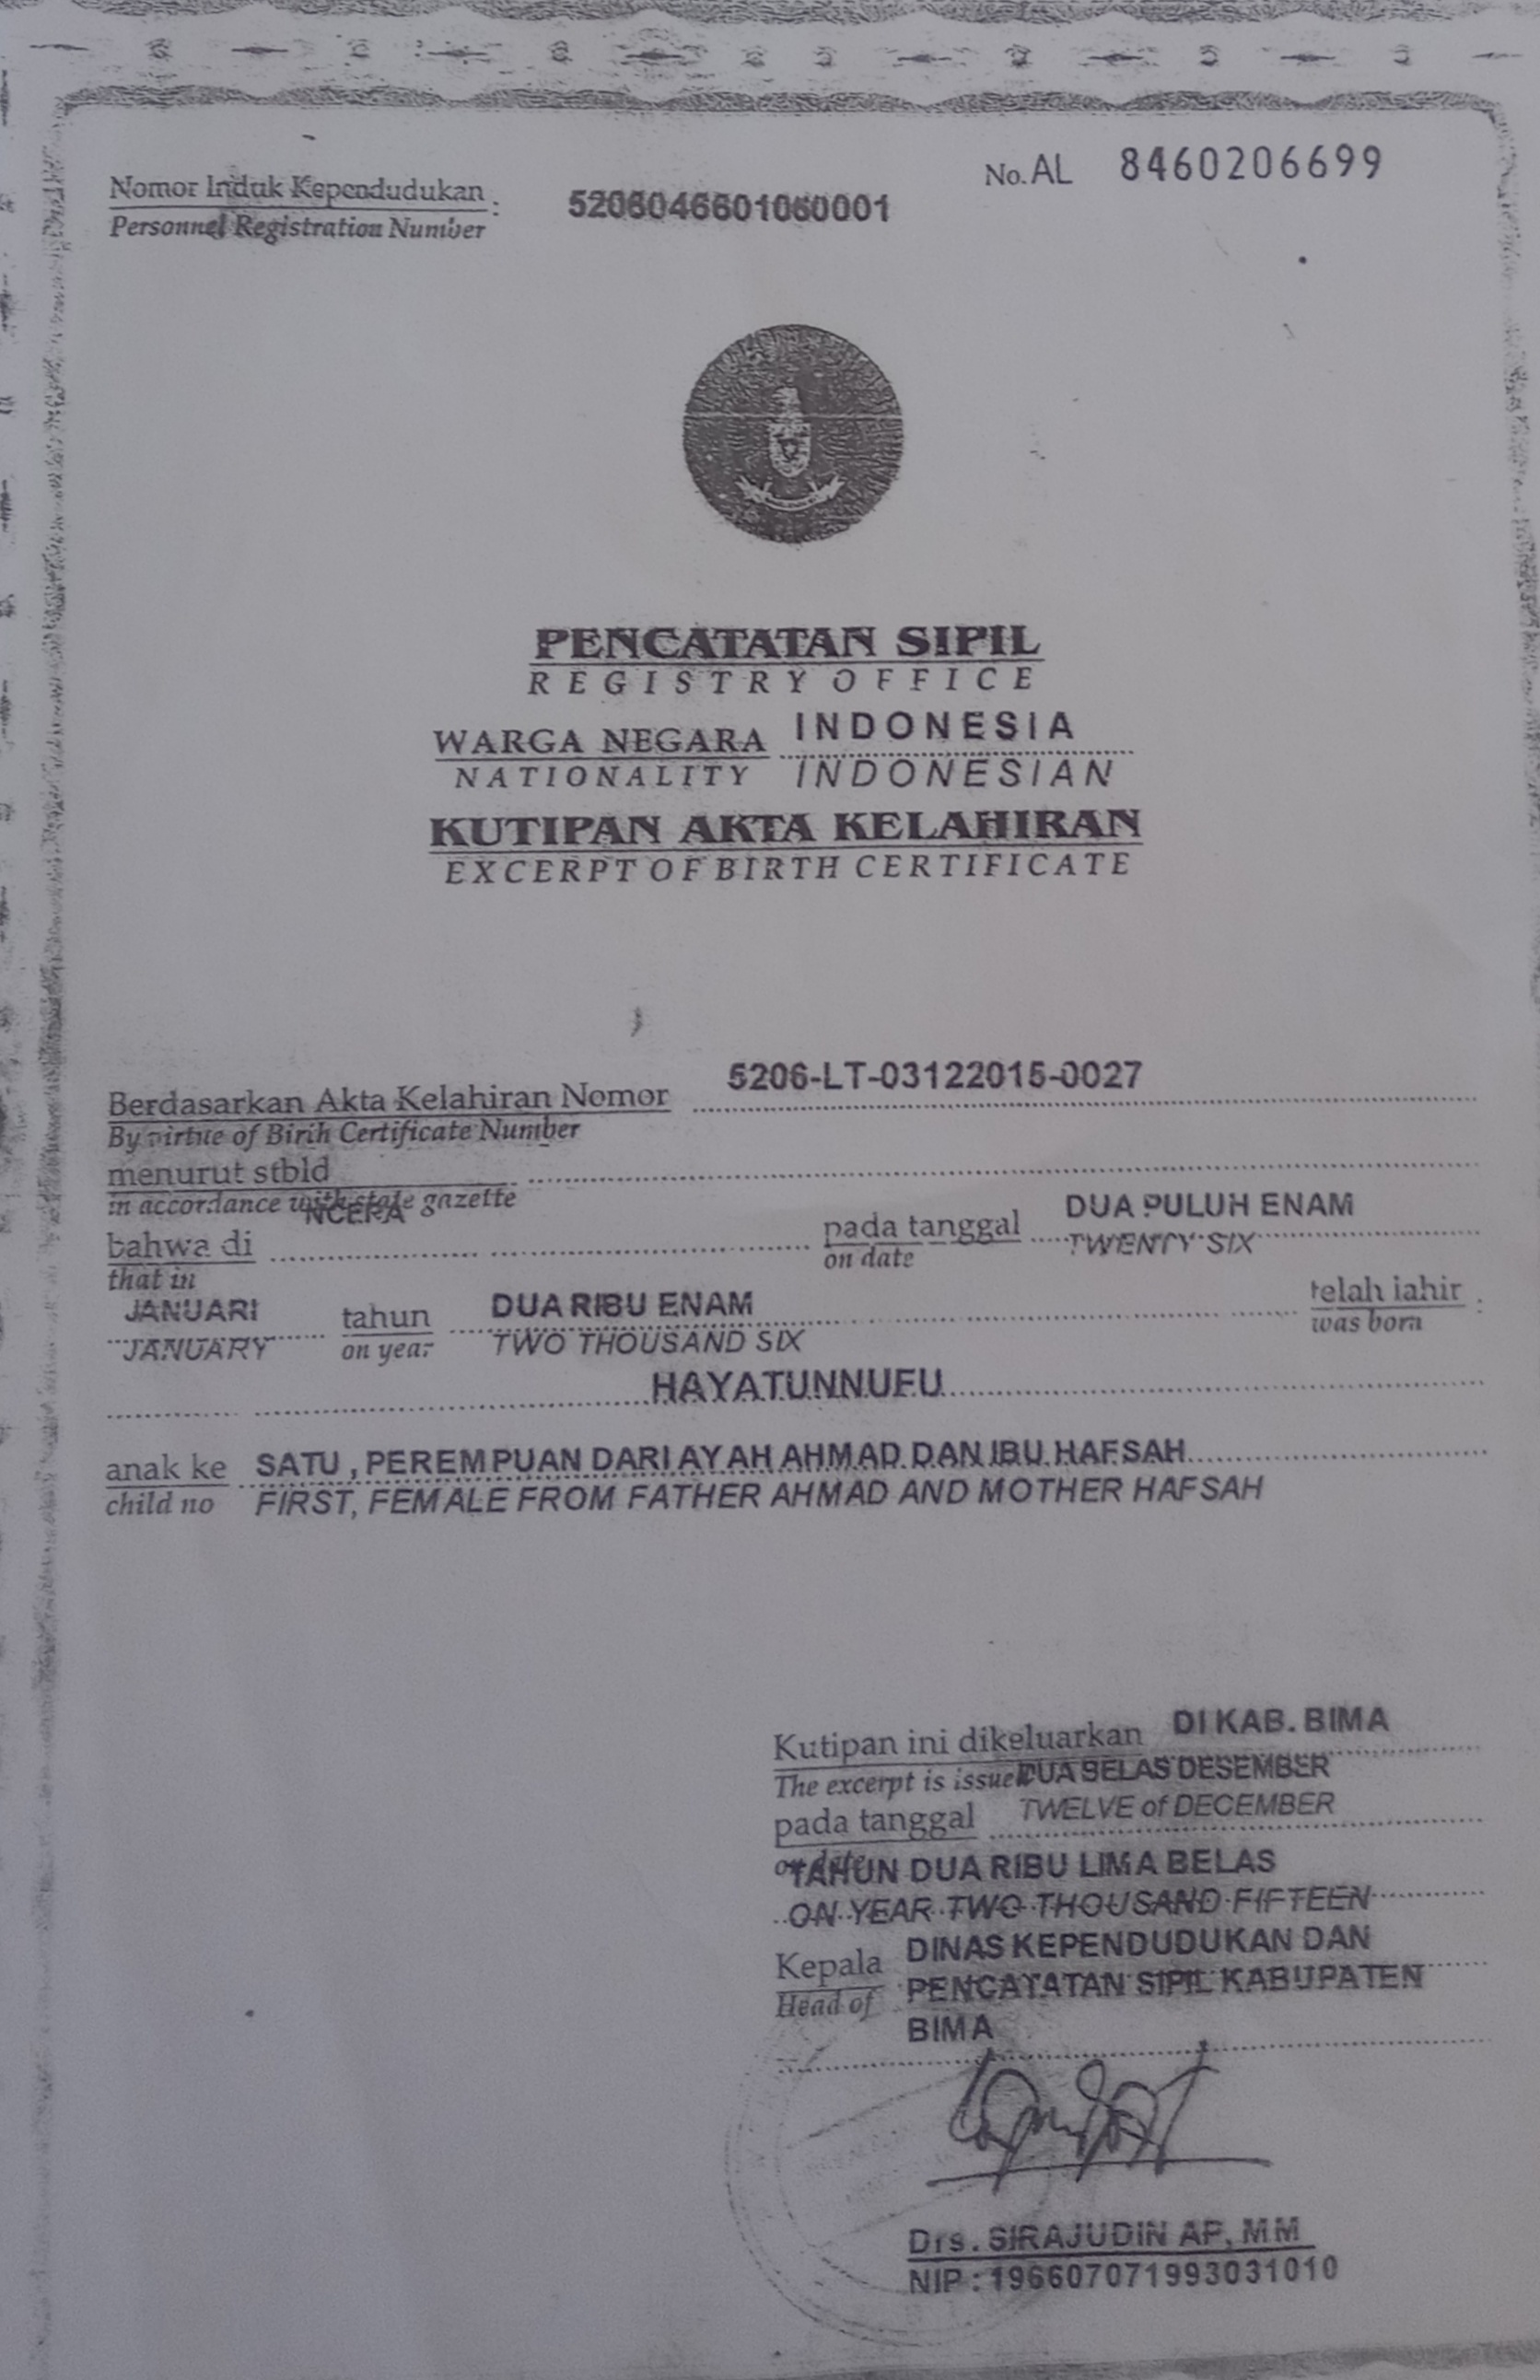 No. AL 8460206699
Nomor Induk Kependudukan :
Personnel Registration Number
5206046601060001
PENCATATAN SIPIL
REGISTRY OFFICE
WARGA NEGARA INDONESIA
NATIONALITY INDONESIAN
KUTIPAN AKTA KELAHIRAN
EXCERPT OF BIRTH CERTIFICATE
Berdasarkan Akta Kelahiran Nomor 5206-LT-03122015-0027
By virtue of Birth Certificate Number
menurut stbld
in accordance with state gazette
bahwa di NCERA pada tanggal DUA PULUH ENAM
that in on date TWENTY SIX
JANUARI tahun DUA RIBU ENAM telah lahir :
JANUARY on year TWO THOUSAND SIX was born
HAYATUNNUFU
anak ke SATU, PEREMPUAN DARI AYAH AHMAD DAN IBU HAFSAH
child no FIRST, FEMALE FROM FATHER AHMAD AND MOTHER HAFSAH
Kutipan ini dikeluarkan DI KAB. BIMA
The excerpt is issued DUA BELAS DESEMBER
pada tanggal TWELVE of DECEMBER
on date TAHUN DUA RIBU LIMA BELAS
ON YEAR TWO THOUSAND FIFTEEN
Kepala DINAS KEPENDUDUKAN DAN
Head of PENCATATAN SIPIL KABUPATEN
BIMA
Drs. SIRAJUDIN AP, MM
NIP : 196607071993031010